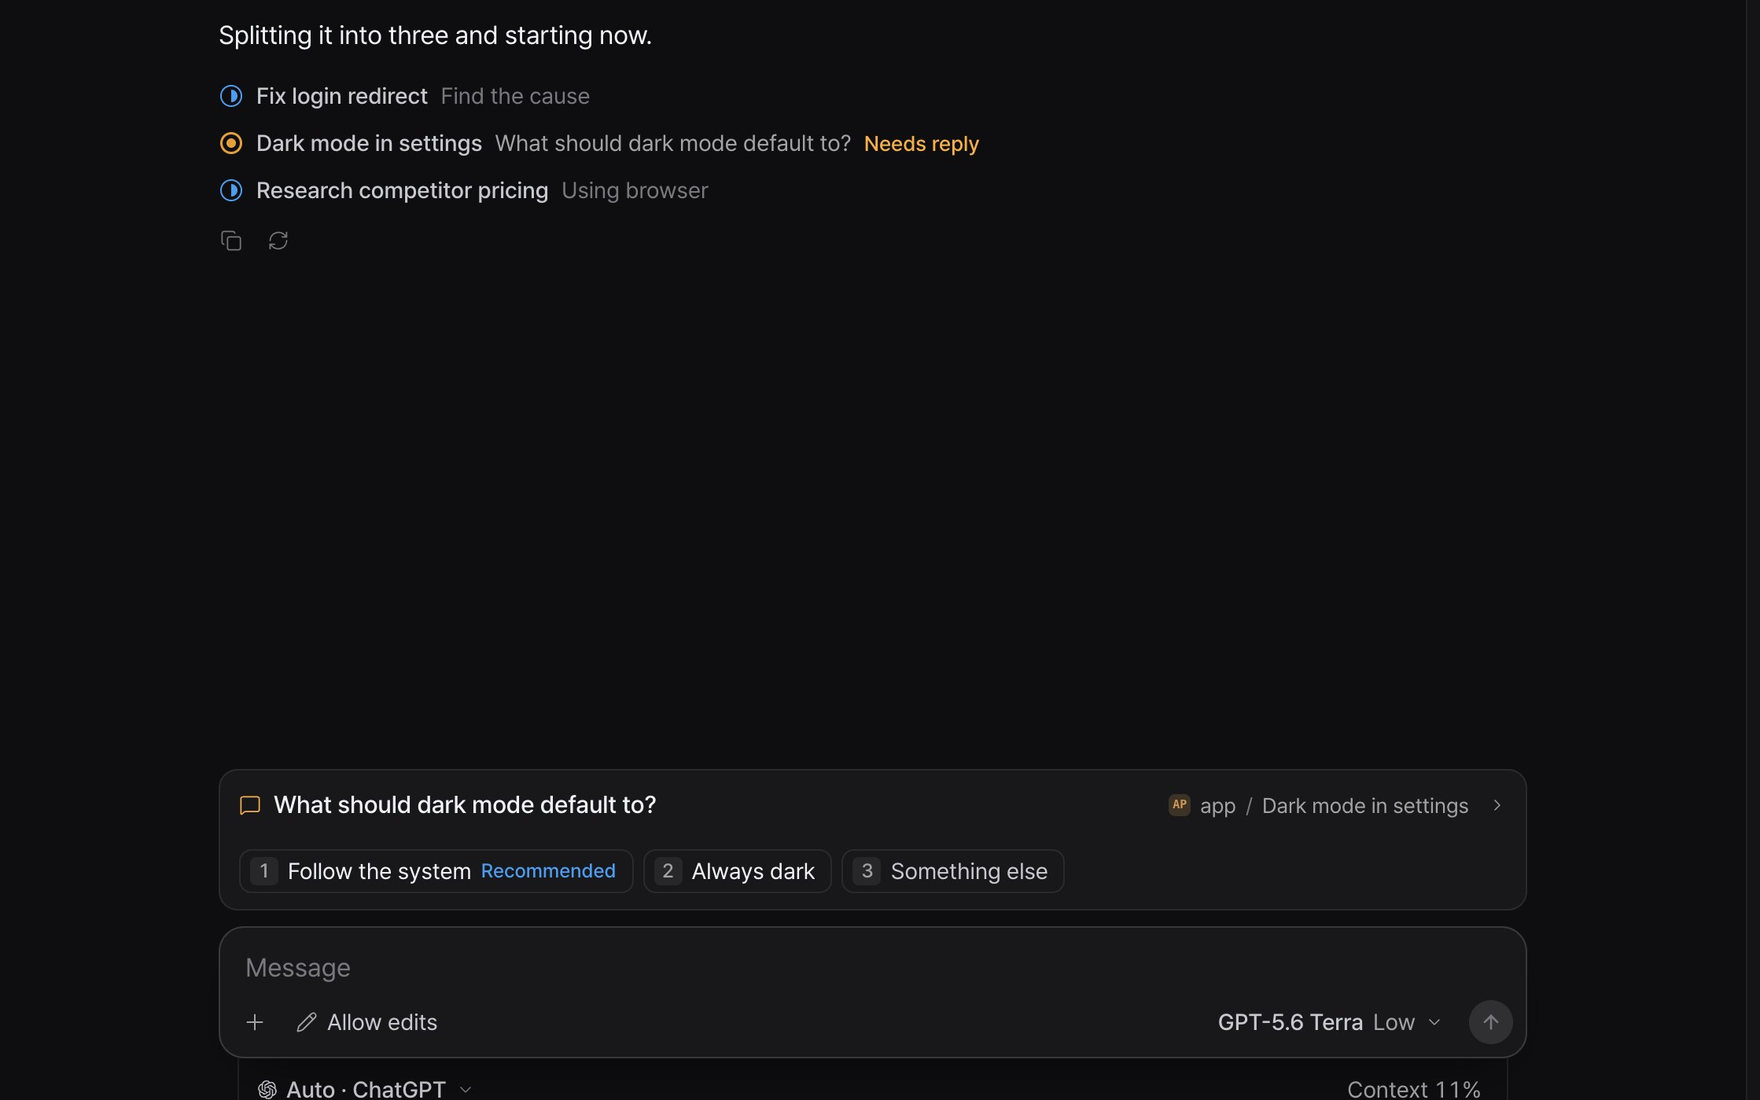 Splitting it into three and starting now.
Fix login redirect Find the cause
Dark mode in settings What should dark mode default to? Needs reply
Research competitor pricing Using browser
What should dark mode default to? AP app / Dark mode in settings
1 Follow the system Recommended 2 Always dark 3 Something else
Message
Allow edits GPT-5.6 Terra Low
Auto · ChatGPT Context 11%